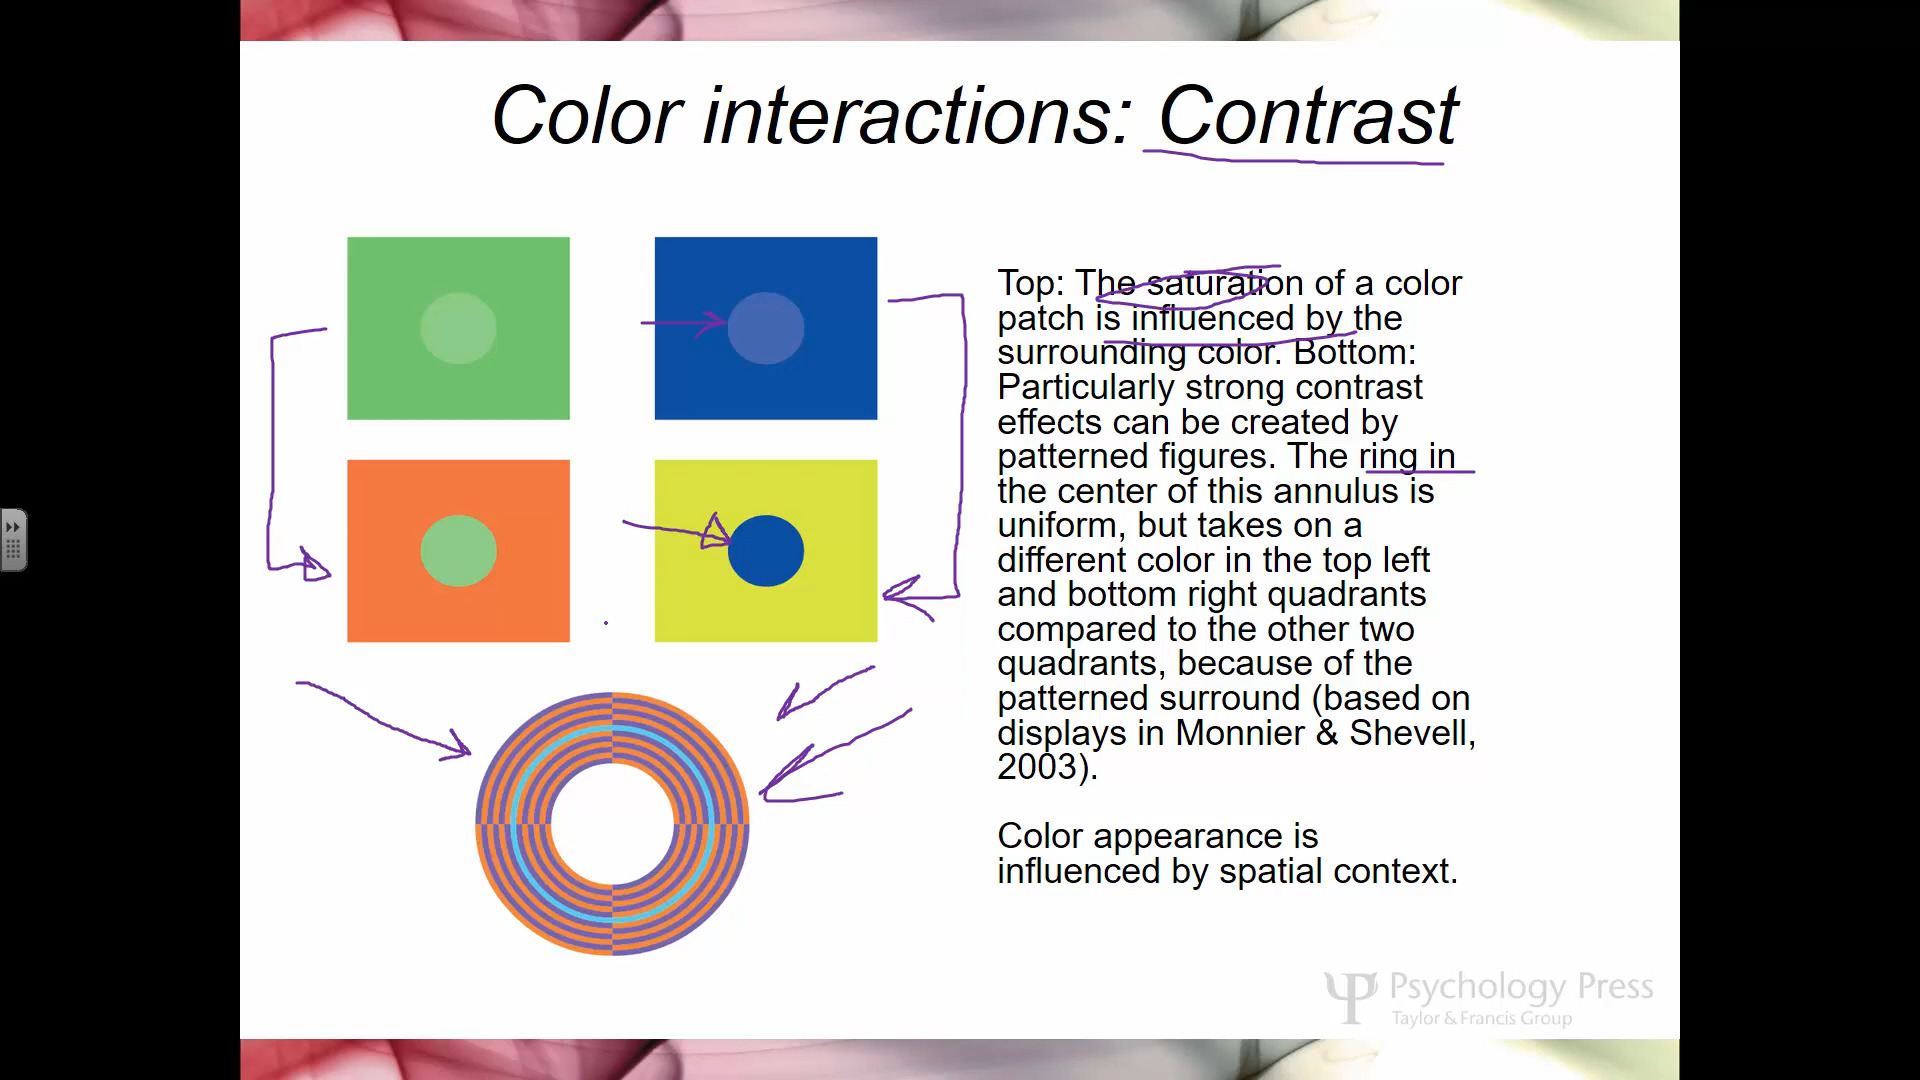 Color interactions: Contrast
Top: The saturation of a color
patch is influenced by the
surrounding color. Bottom:
Particularly strong contrast
effects can be created by
patterned figures. The ring in
the center of this annulus is
uniform, but takes on a
different color in the top left
and bottom right quadrants
compared to the other two
quadrants, because of the
patterned surround (based on
displays in Monnier & Shevell,
2003).
Color appearance is
influenced by spatial context.
Psychology Press
Taylor & Francis Group